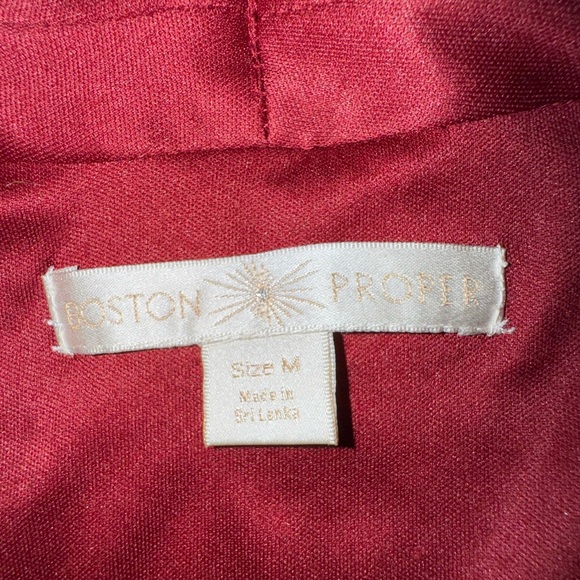 BOSTON PROPER
Size M
Made in
Sri Lanka